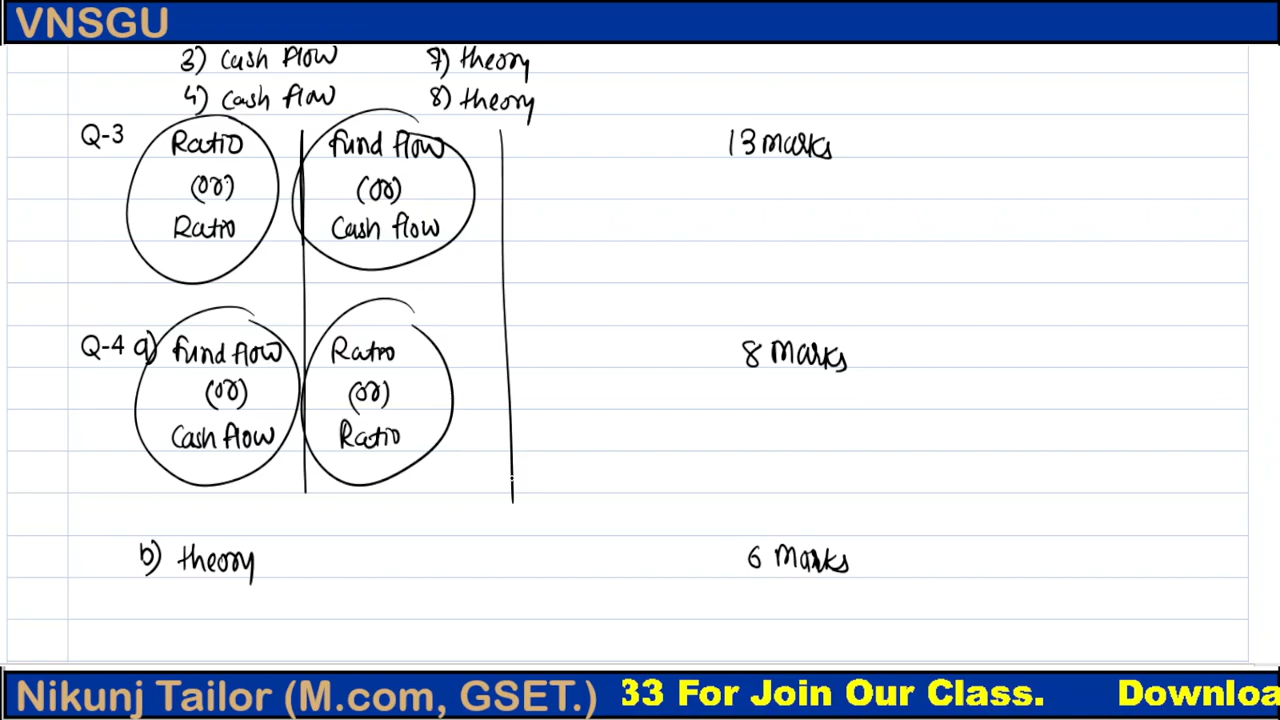 VNSGU
3) Cash flow 7) theory
4) Cash flow 8) theory
Q-3 Ratio fund flow 13 marks
(OR) (OR)
Ratio Cash flow
Q-4 a) fund flow Ratio 8 Marks
(OR) (OR)
Cash flow Ratio
b) theory 6 Marks
Nikunj Tailor (M.com, GSET.) 33 For Join Our Class. Downloa